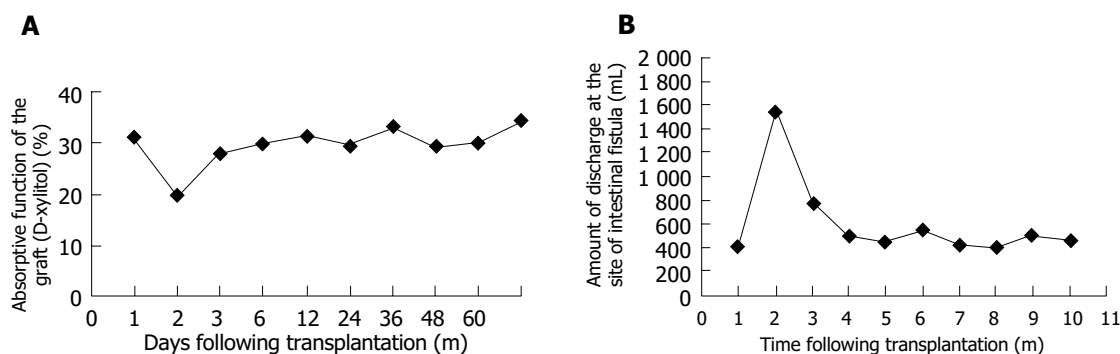 A
Absorptive function of the
graft (D-xylitol) (%)
40
30
20
10
0
0 1 2 3 6 12 24 36 48 60
Days following transplantation (m)
B
Amount of discharge at the
site of intestinal fistula (mL)
2 000
1 800
1 600
1 400
1 200
1 000
800
600
400
200
0
0 1 2 3 4 5 6 7 8 9 10 11
Time following transplantation (m)